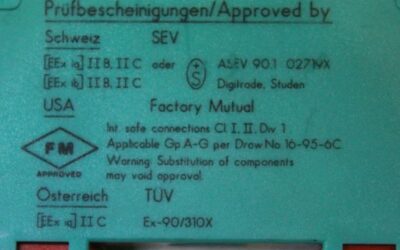 Prüfbescheinigungen/Approved by
Schweiz SEV
[EEx ia] II B, II C oder S ASEV 90.1 02719X
[EEx ib] II B, II C Digitrade, Studen
USA Factory Mutual
Int. safe connections Cl I, II, Div 1
FM Applicable Gp A-G per Draw No. 16-95-6C
APPROVED Warning: Substitution of components
may void approval.
Österreich TÜV
[EEx ia] II C Ex-90/310X